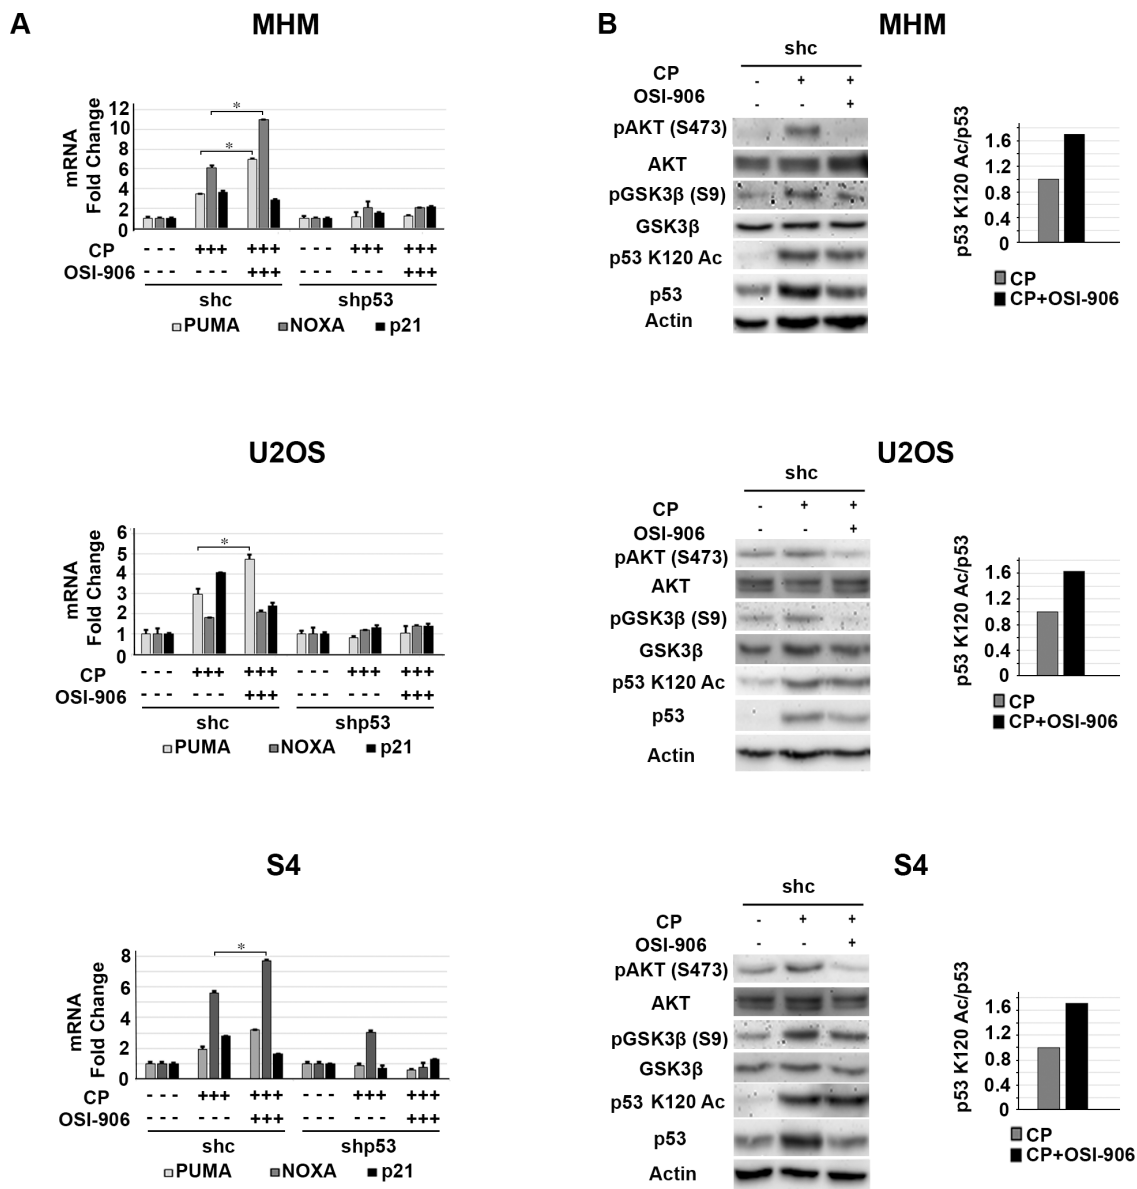 A
MHM
mRNA
Fold Change
12
10
8
6
4
2
0
*
*
CP
- - - +++ +++ - - - +++ +++
OSI-906
- - - +++ - - - +++
shc shp53
PUMA NOXA p21
B
MHM
shc
CP - + +
OSI-906 - - +
pAKT (S473)
AKT
pGSK3β (S9)
GSK3β
p53 K120 Ac
p53
Actin
p53 K120 Ac/p53
1.6
1.2
0.8
0.4
0
CP
CP+OSI-906
U2OS
mRNA
Fold Change
6
5
4
3
2
1
0
*
CP
- - - +++ +++ - - - +++ +++
OSI-906
- - - +++ - - - +++
shc shp53
PUMA NOXA p21
U2OS
shc
CP - + +
OSI-906 - - +
pAKT (S473)
AKT
pGSK3β (S9)
GSK3β
p53 K120 Ac
p53
Actin
p53 K120 Ac/p53
1.6
1.2
0.8
0.4
0
CP
CP+OSI-906
S4
mRNA
Fold Change
8
6
4
2
0
*
CP
- - - +++ +++ - - - +++ +++
OSI-906
- - - +++ - - - +++
shc shp53
PUMA NOXA p21
S4
shc
CP - + +
OSI-906 - - +
pAKT (S473)
AKT
pGSK3β (S9)
GSK3β
p53 K120 Ac
p53
Actin
p53 K120 Ac/p53
1.6
1.2
0.8
0.4
0
CP
CP+OSI-906